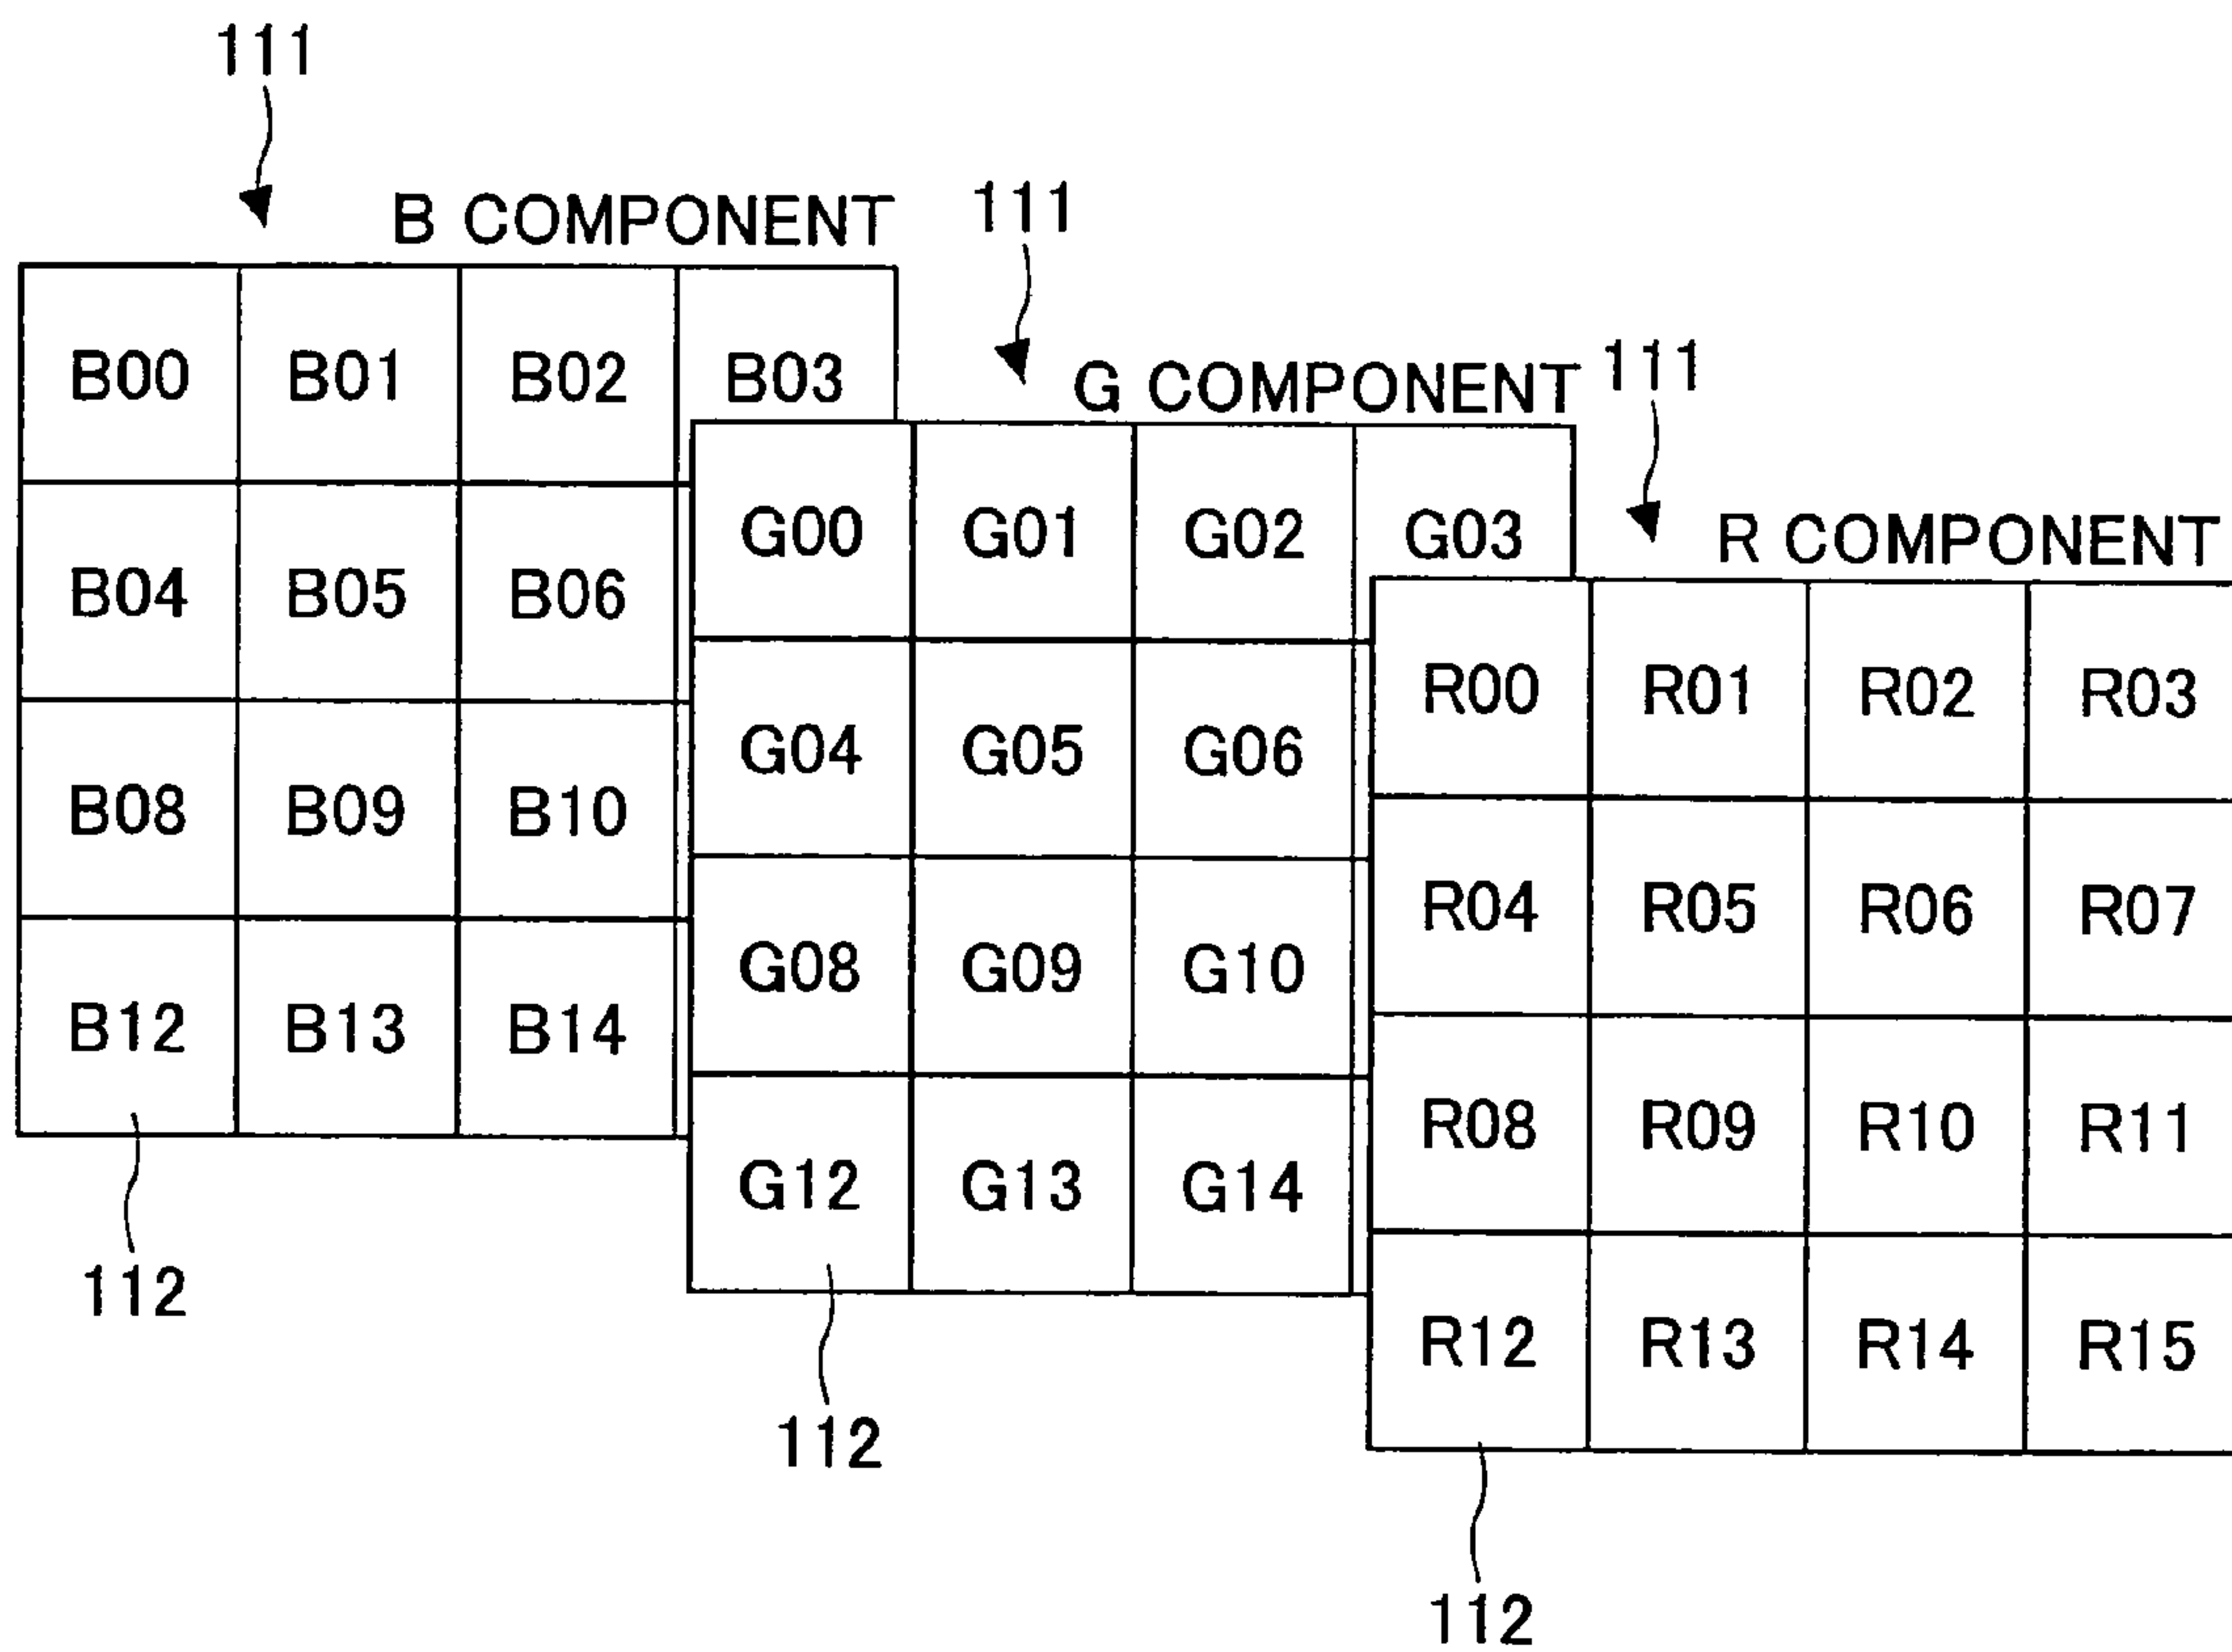 111
B COMPONENT
B00 B01 B02 B03
B04 B05 B06
B08 B09 B10
B12 B13 B14
112
111
G COMPONENT
G00 G01 G02 G03
G04 G05 G06
G08 G09 G10
G12 G13 G14
112
111
R COMPONENT
R00 R01 R02 R03
R04 R05 R06 R07
R08 R09 R10 R11
R12 R13 R14 R15
112